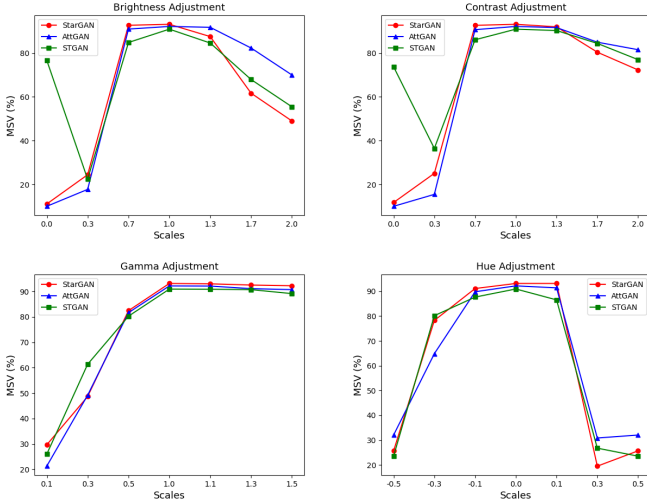 Brightness Adjustment
StarGAN
AttGAN
STGAN
MSV (%)
80
60
40
20
0.0 0.3 0.7 1.0 1.3 1.7 2.0
Scales
Contrast Adjustment
StarGAN
AttGAN
STGAN
MSV (%)
80
60
40
20
0.0 0.3 0.7 1.0 1.3 1.7 2.0
Scales
Gamma Adjustment
StarGAN
AttGAN
STGAN
MSV (%)
90
80
70
60
50
40
30
20
0.1 0.3 0.5 1.0 1.1 1.3 1.5
Scales
Hue Adjustment
StarGAN
AttGAN
STGAN
MSV (%)
90
80
70
60
50
40
30
20
-0.5 -0.3 -0.1 0.0 0.1 0.3 0.5
Scales